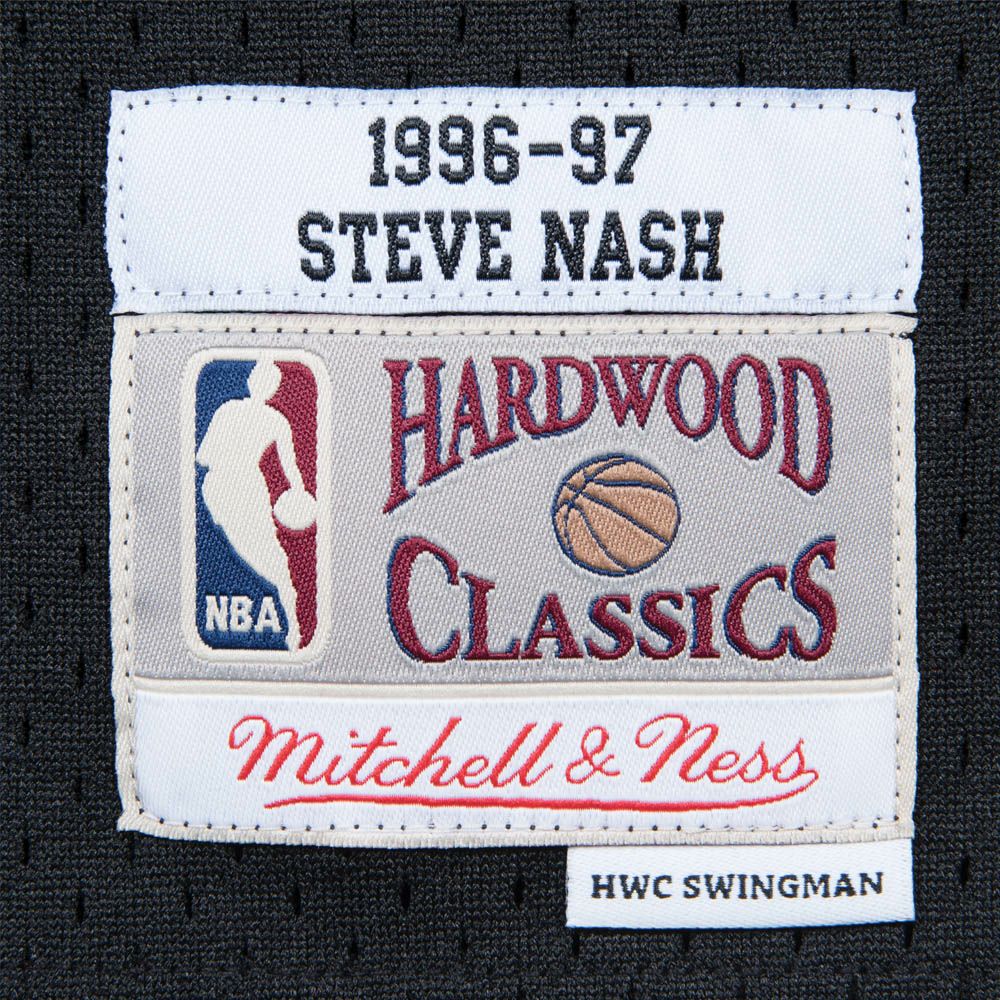 1996-97
STEVE NASH
HARDWOOD
CLASSICS
NBA
Mitchell & Ness
HWC SWINGMAN